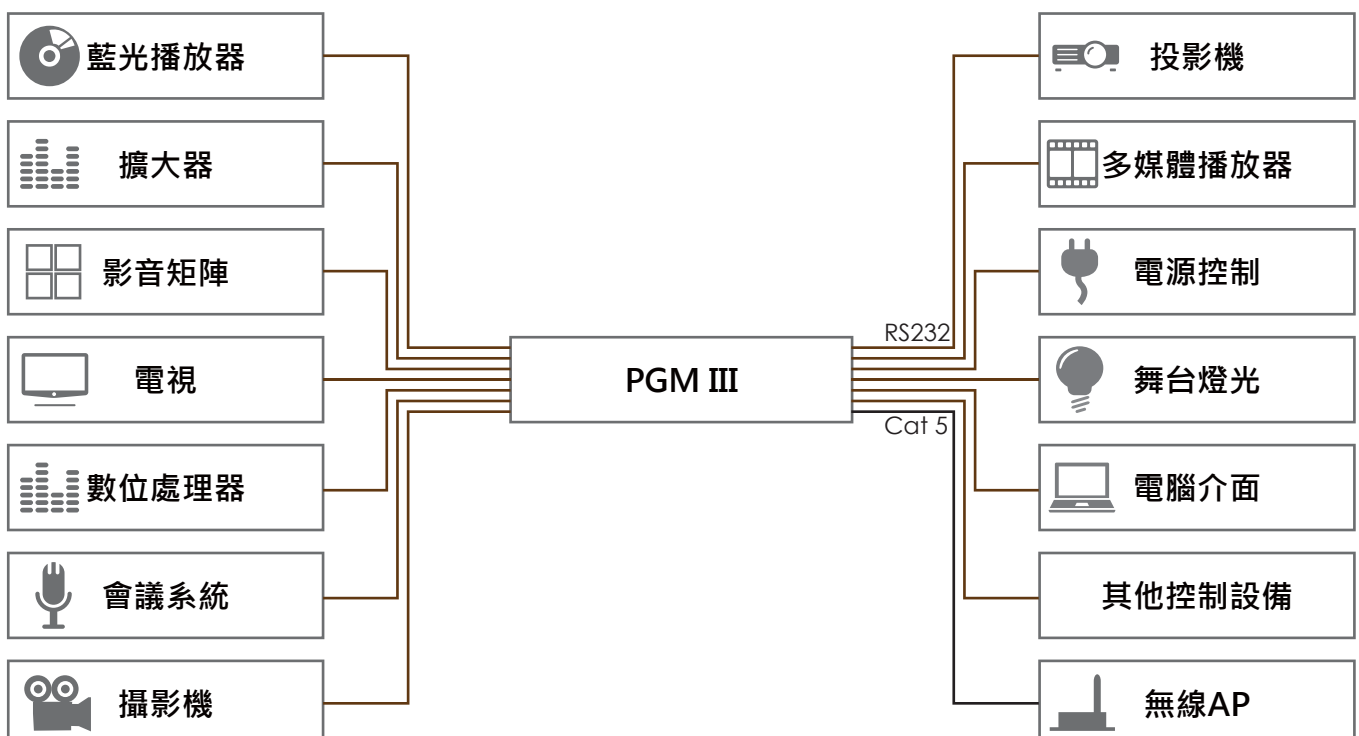 藍光播放器
擴大器
影音矩陣
電視
數位處理器
會議系統
攝影機
PGM III
RS232
Cat 5
投影機
多媒體播放器
電源控制
舞台燈光
電腦介面
其他控制設備
無線AP